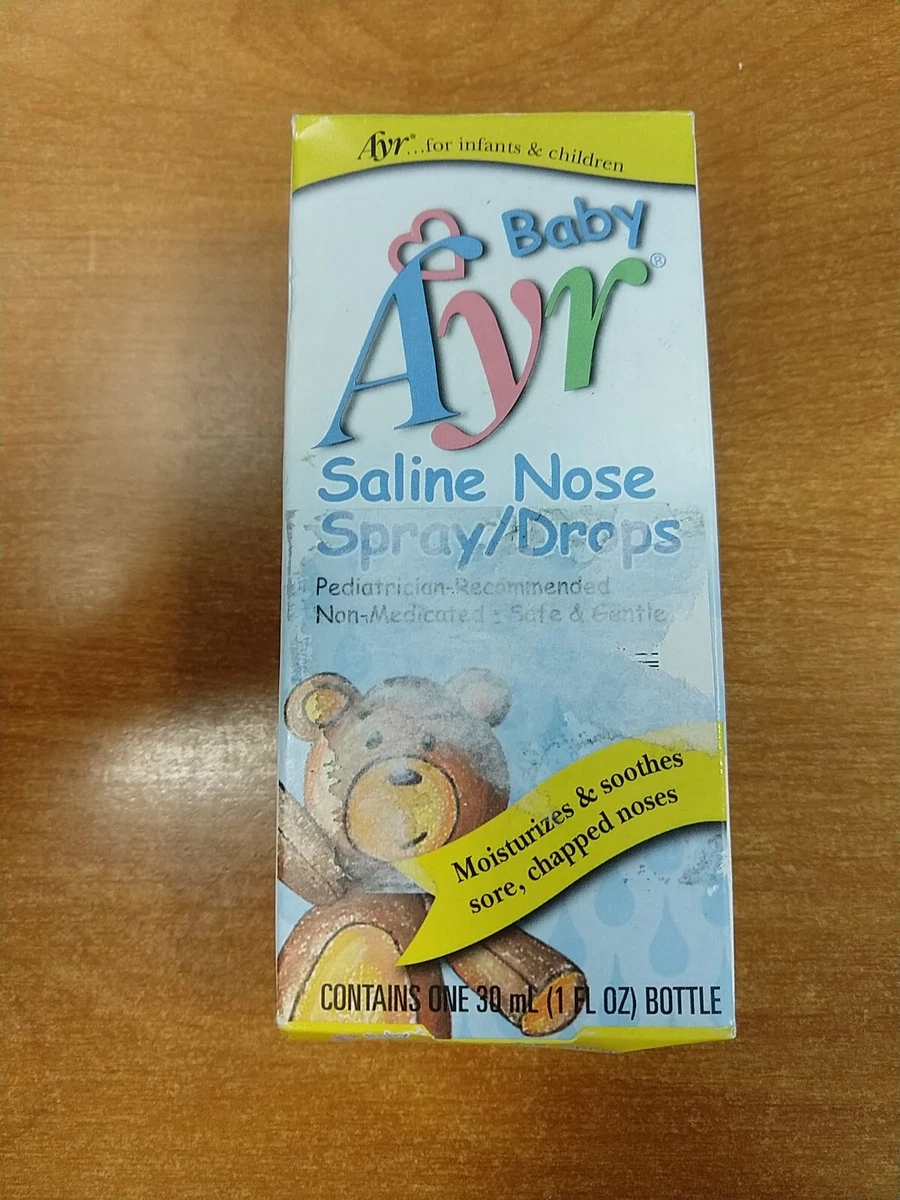 Ayr®...for infants & children
Baby
Ayr®
Saline Nose
Spray/Drops
Pediatrician-Recommended
Non-Medicated - Safe & Gentle
Moisturizes & soothes
sore, chapped noses
CONTAINS ONE 30 mL (1 FL OZ) BOTTLE
Baby